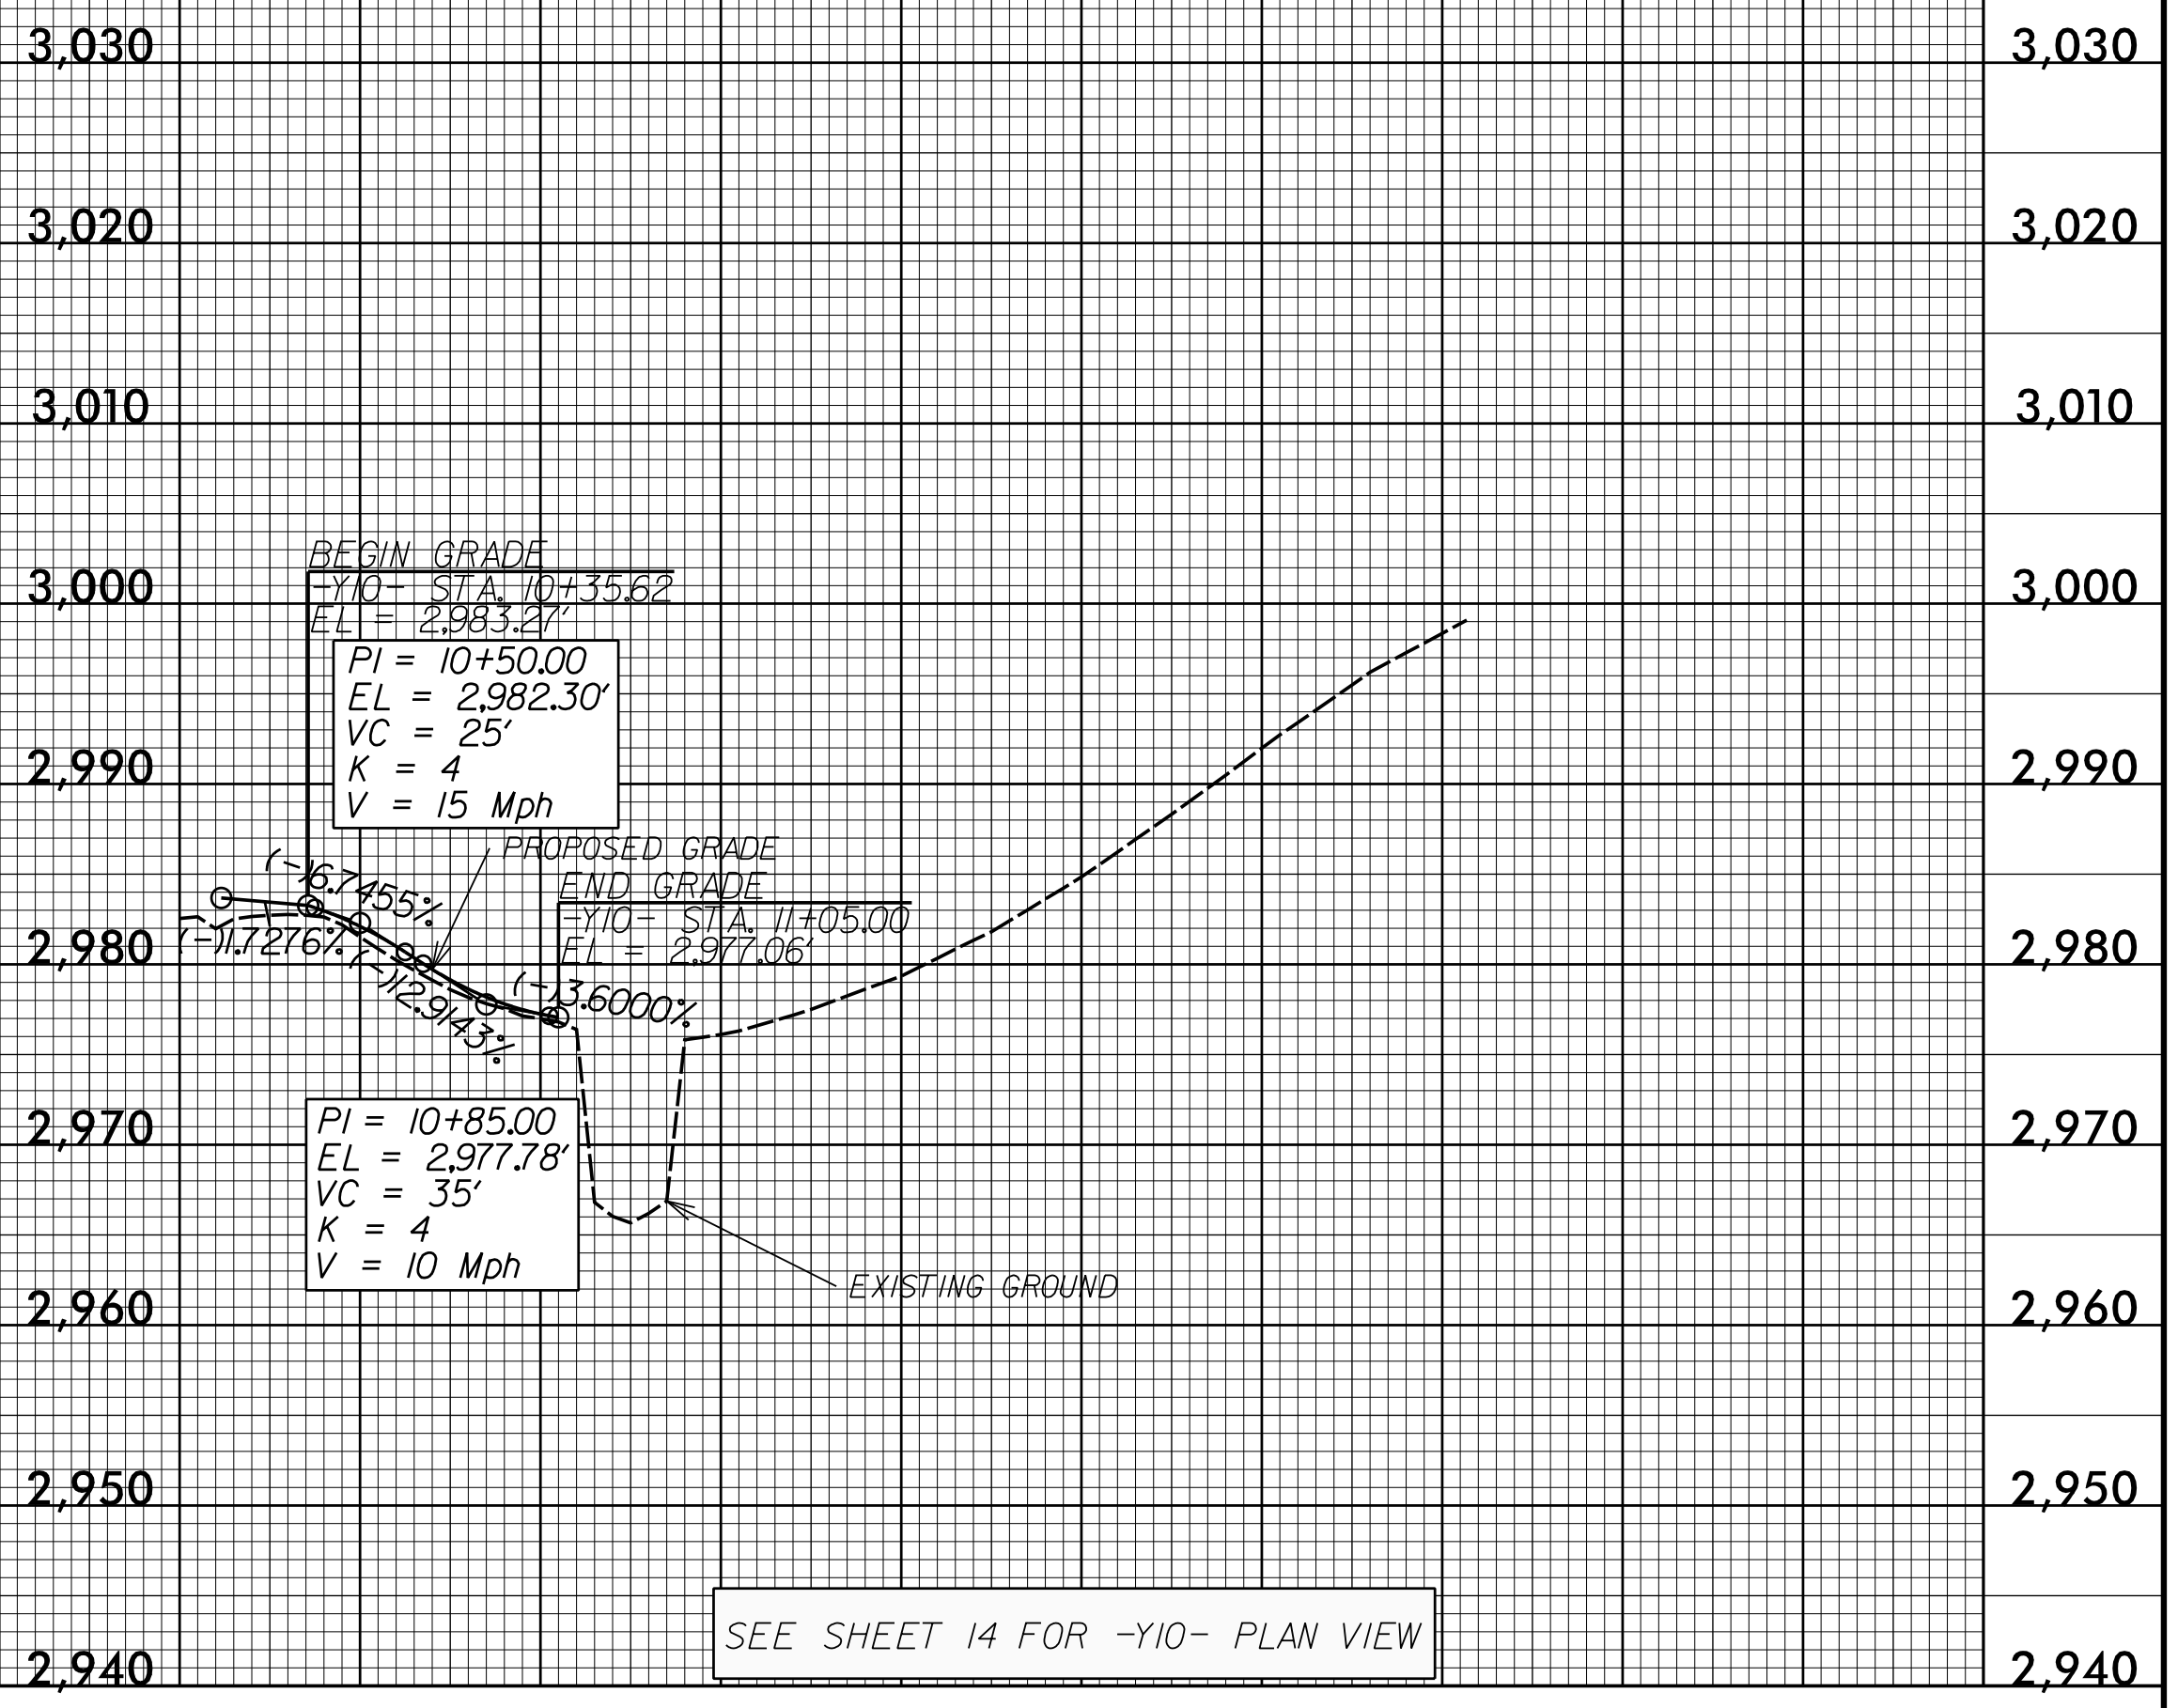 3,030 3,030
3,020 3,020
3,010 3,010
BEGIN GRADE
3,000 3,000
-Y10- STA. 10+35.62
EL = 2,983.27'
PI = 10+50.00
EL = 2,982.30'
VC = 25'
K = 4
V = 15 Mph
2,990 2,990
PROPOSED GRADE
(-)6.7455%
END GRADE
-Y10- STA. 11+05.00
EL = 2,977.06'
(-)1.7276%
2,980 2,980
(-)12.9143%
(-)3.6000%
2,970 2,970
PI = 10+85.00
EL = 2,977.78'
VC = 35'
K = 4
V = 10 Mph
EXISTING GROUND
2,960 2,960
2,950 2,950
SEE SHEET 14 FOR -Y10- PLAN VIEW
2,940 2,940